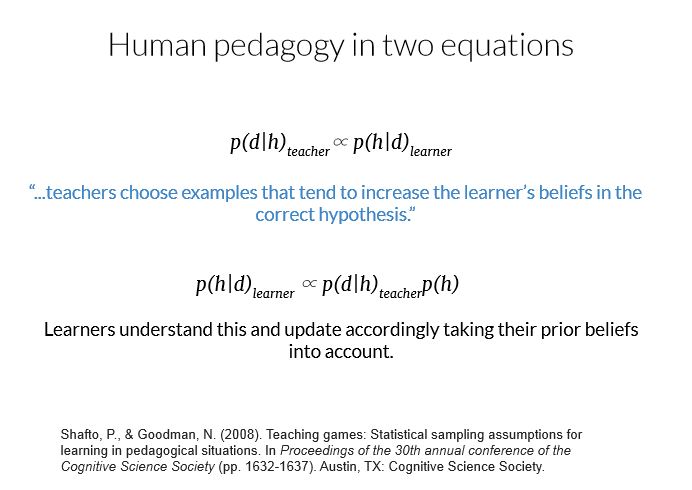 Human pedagogy in two equations
p(d|h)teacher ∝ p(h|d)learner
“...teachers choose examples that tend to increase the learner’s beliefs in the
correct hypothesis.”
p(h|d)learner ∝ p(d|h)teacherp(h)
Learners understand this and update accordingly taking their prior beliefs
into account.
Shafto, P., & Goodman, N. (2008). Teaching games: Statistical sampling assumptions for
learning in pedagogical situations. In Proceedings of the 30th annual conference of the
Cognitive Science Society (pp. 1632-1637). Austin, TX: Cognitive Science Society.